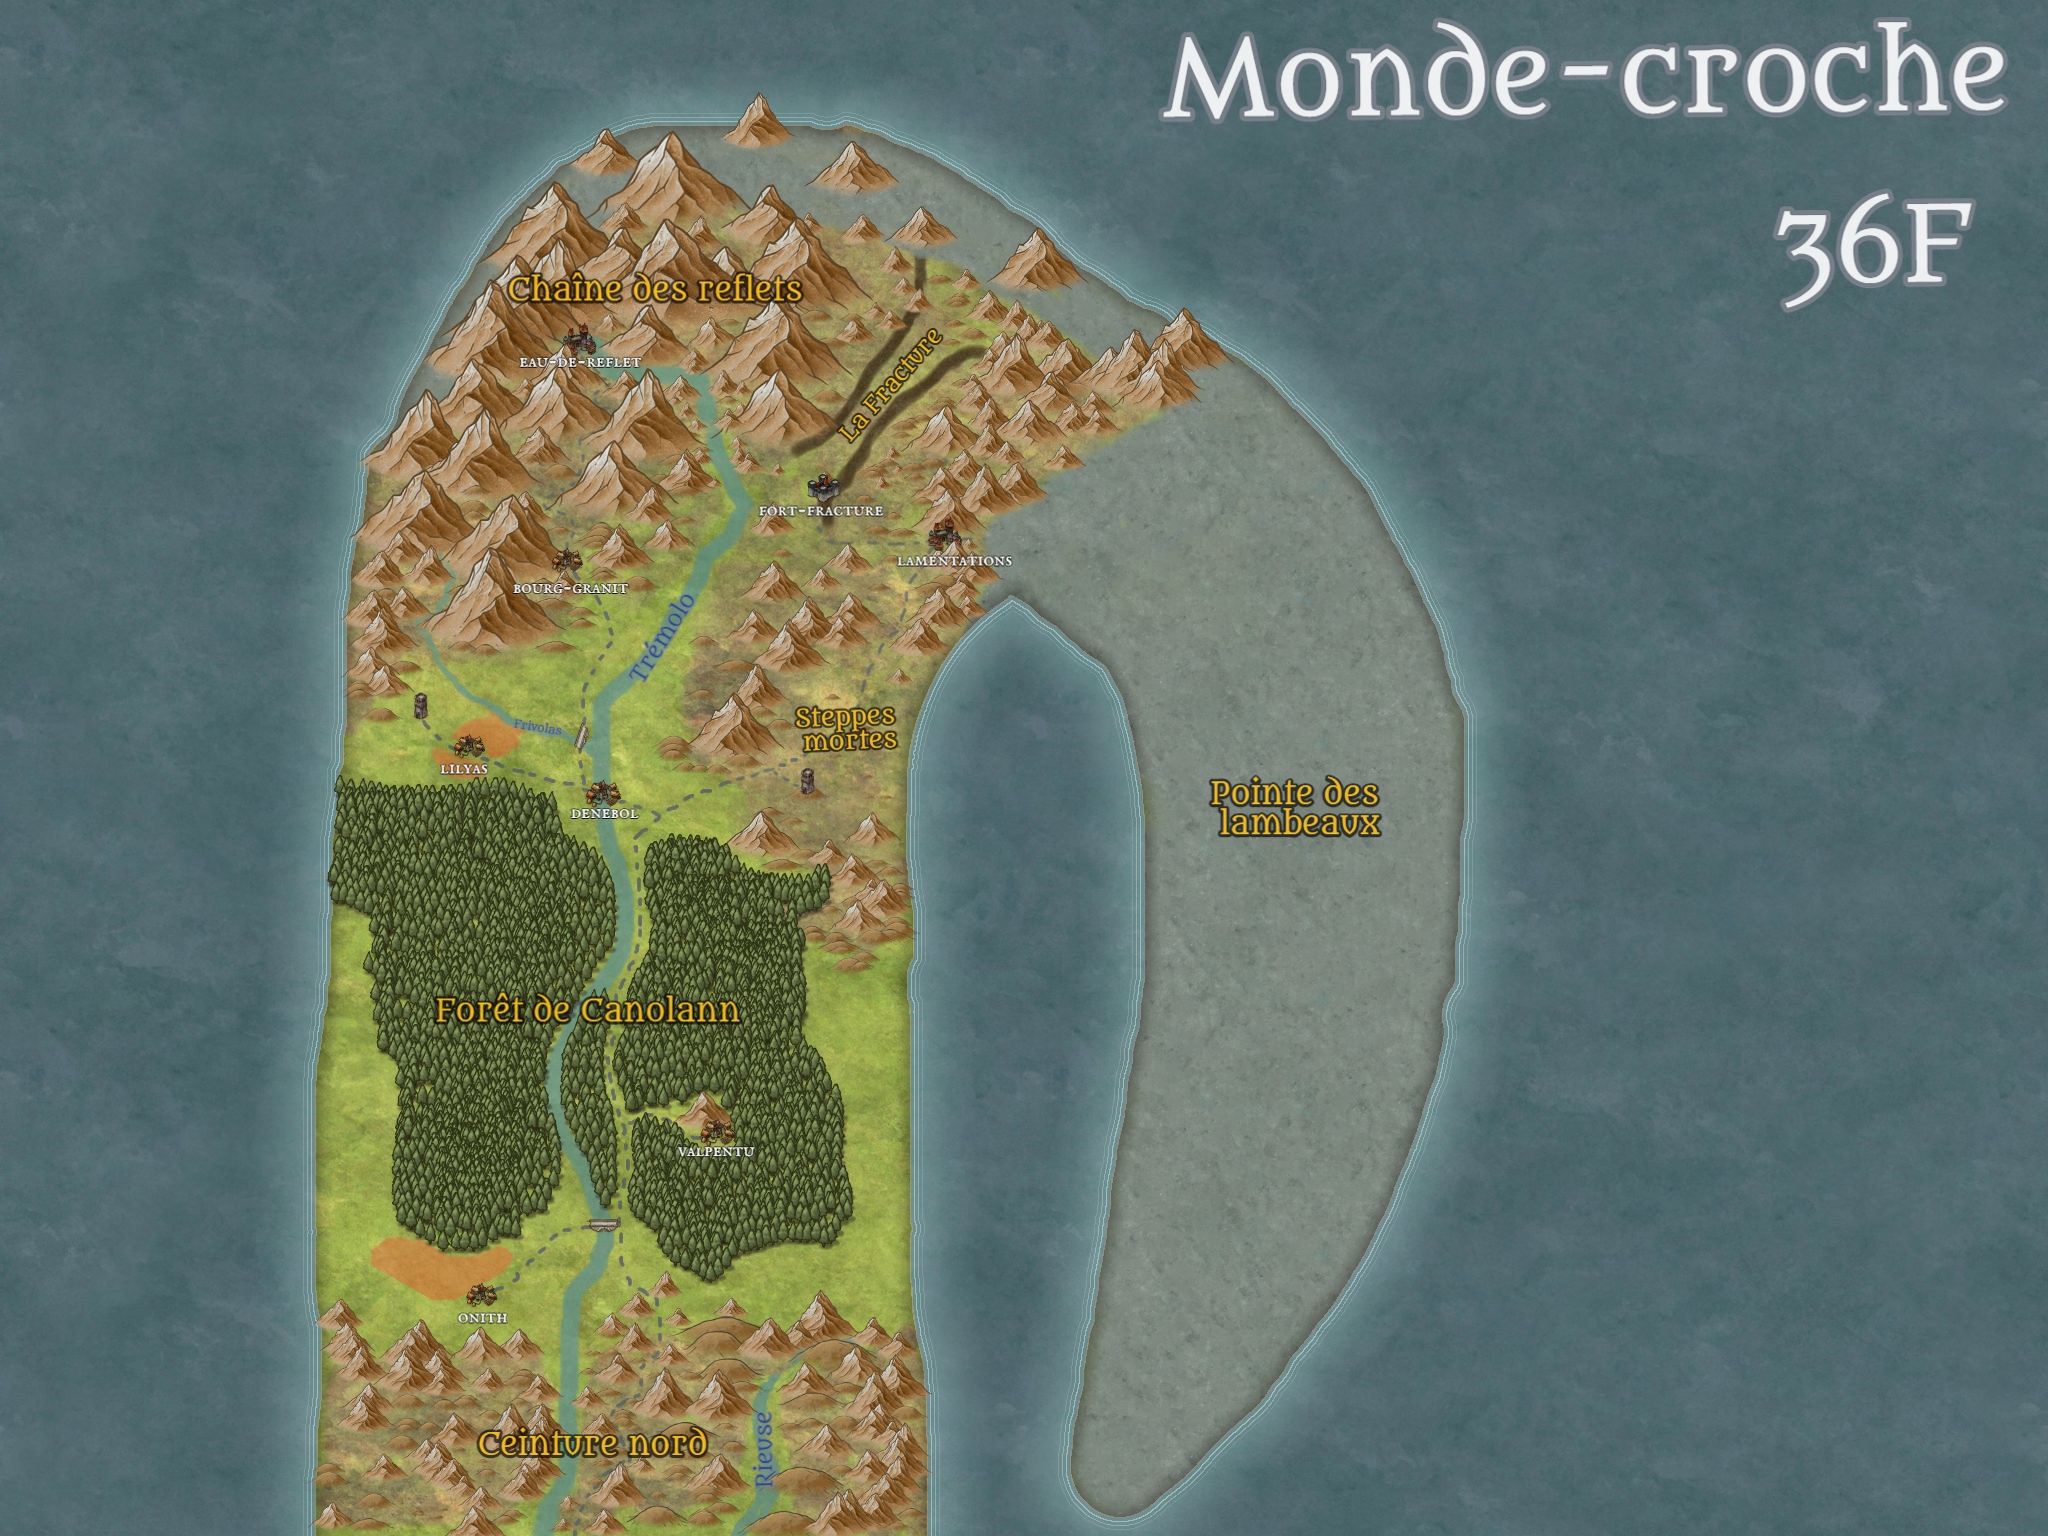 Monde-croche
36F
Chaîne des reflets
EAU-DE-REFLET
La Fracture
FORT-FRACTURE
LAMENTATIONS
BOURG-GRANIT
Trémolo
Steppes
mortes
Frivolas
LILYAS
DENEBOL
Pointe des
lambeaux
Forêt de Canolann
VALPENTU
ONITH
Ceinture nord
Rieuse